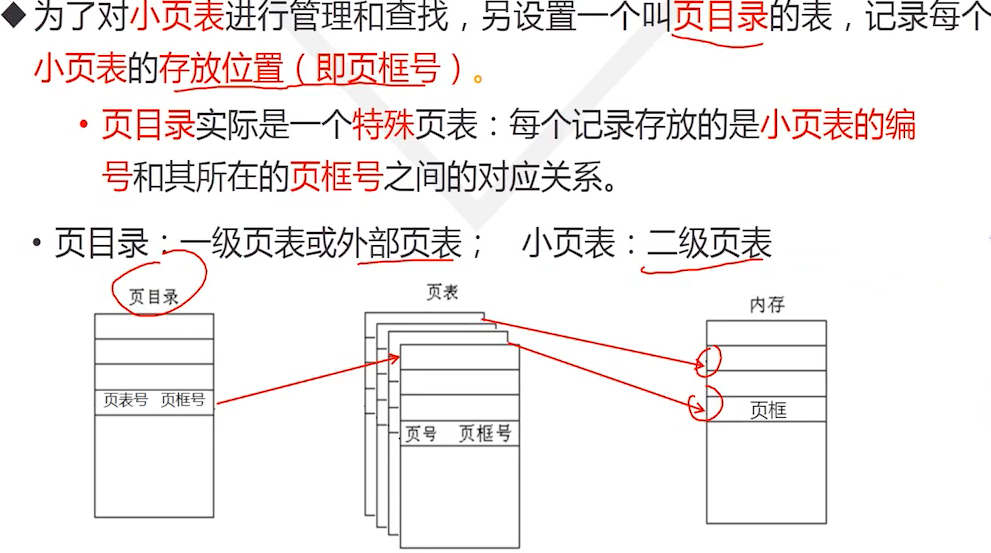 为了对小页表进行管理和查找，另设置一个叫页目录的表，记录每个
小页表的存放位置（即页框号）。
• 页目录实际是一个特殊页表：每个记录存放的是小页表的编
号和其所在的页框号之间的对应关系。
• 页目录：一级页表或外部页表； 小页表：二级页表
页目录 页表 内存
页表号 页框号 页框
页号 页框号